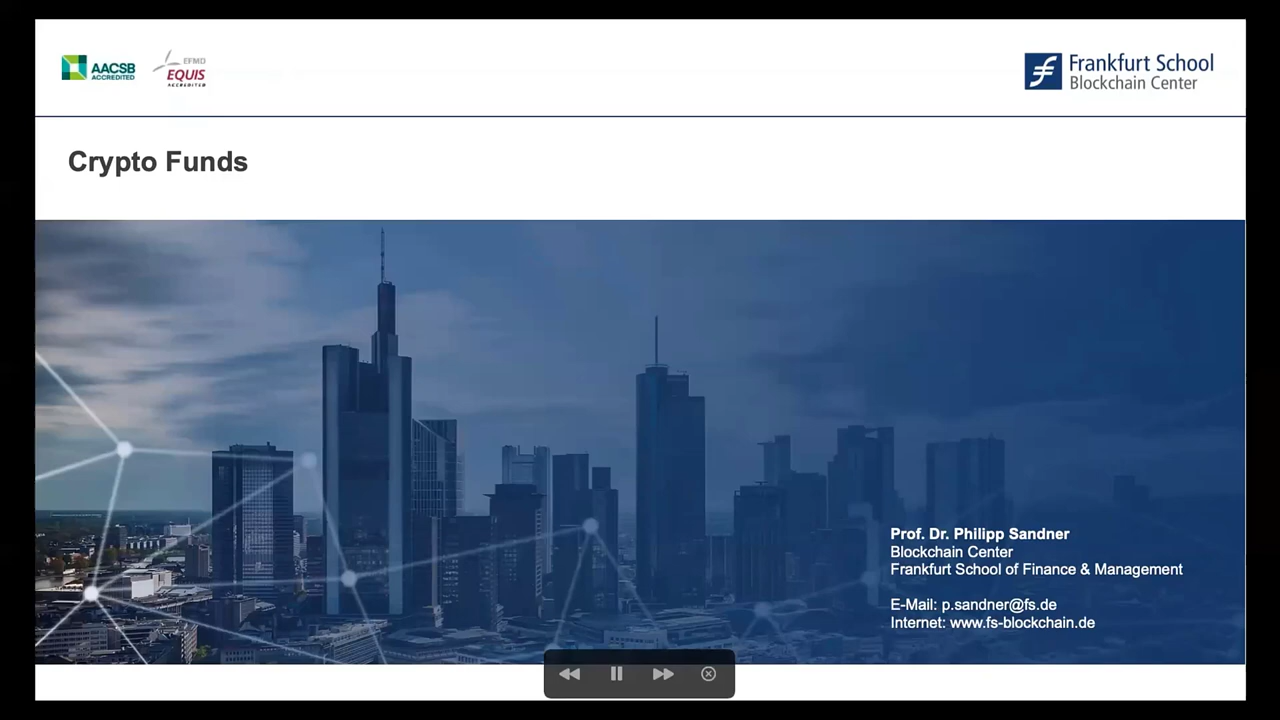 AACSB
ACCREDITED
EFMD
EQUIS
ACCREDITED
Frankfurt School
Blockchain Center
Crypto Funds
Prof. Dr. Philipp Sandner
Blockchain Center
Frankfurt School of Finance & Management
E-Mail: p.sandner@fs.de
Internet: www.fs-blockchain.de